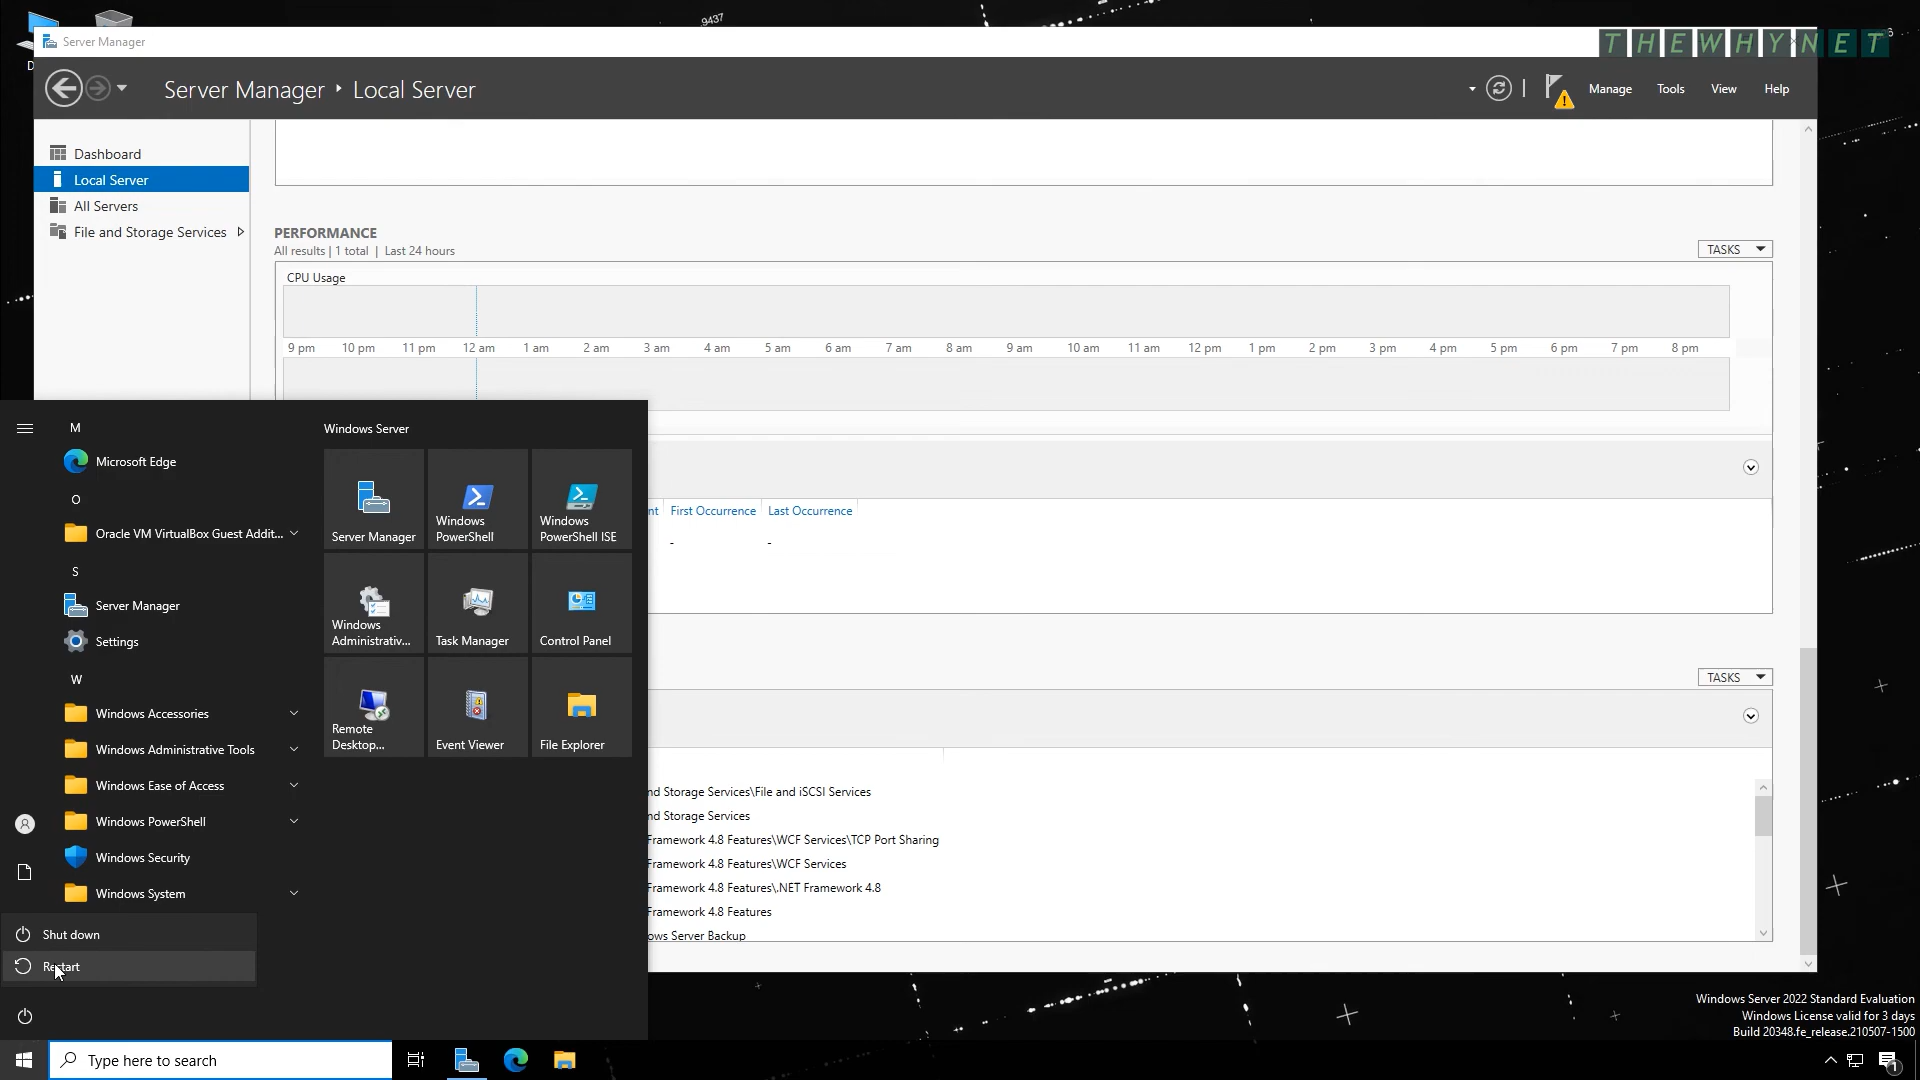 .9437
Server Manager
THEWHYNET
Server Manager
Local Server
Manage
Tools
View
Help
Dashboard
Local Server
All Servers
File and Storage Services
PERFORMANCE
All results | 1 total | Last 24 hours
TASKS
CPU Usage
9 pm 10 pm 11 pm 12 am 1 am 2 am 3 am 4 am 5 am 6 am 7 am 8 am 9 am 10 am 11 am 12 pm 1 pm 2 pm 3 pm 4 pm 5 pm 6 pm 7 pm 8 pm
nt First Occurrence Last Occurrence
- -
TASKS
nd Storage Services\File and iSCSI Services
nd Storage Services
Framework 4.8 Features\WCF Services\TCP Port Sharing
Framework 4.8 Features\WCF Services
Framework 4.8 Features\.NET Framework 4.8
Framework 4.8 Features
ows Server Backup
M
Microsoft Edge
O
Oracle VM VirtualBox Guest Addit...
S
Server Manager
Settings
W
Windows Accessories
Windows Administrative Tools
Windows Ease of Access
Windows PowerShell
Windows Security
Windows System
Shut down
Restart
Windows Server
Server Manager
Windows
PowerShell
Windows
PowerShell ISE
Windows
Administrativ...
Task Manager
Control Panel
Remote
Desktop...
Event Viewer
File Explorer
Windows Server 2022 Standard Evaluation
Windows License valid for 3 days
Build 20348.fe_release.210507-1500
Type here to search
1